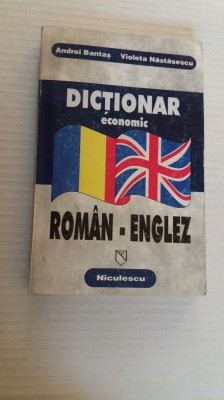 Andrei Bantaș Violeta Năstăsescu
DICȚIONAR
economic
ROMÂN - ENGLEZ
Niculescu